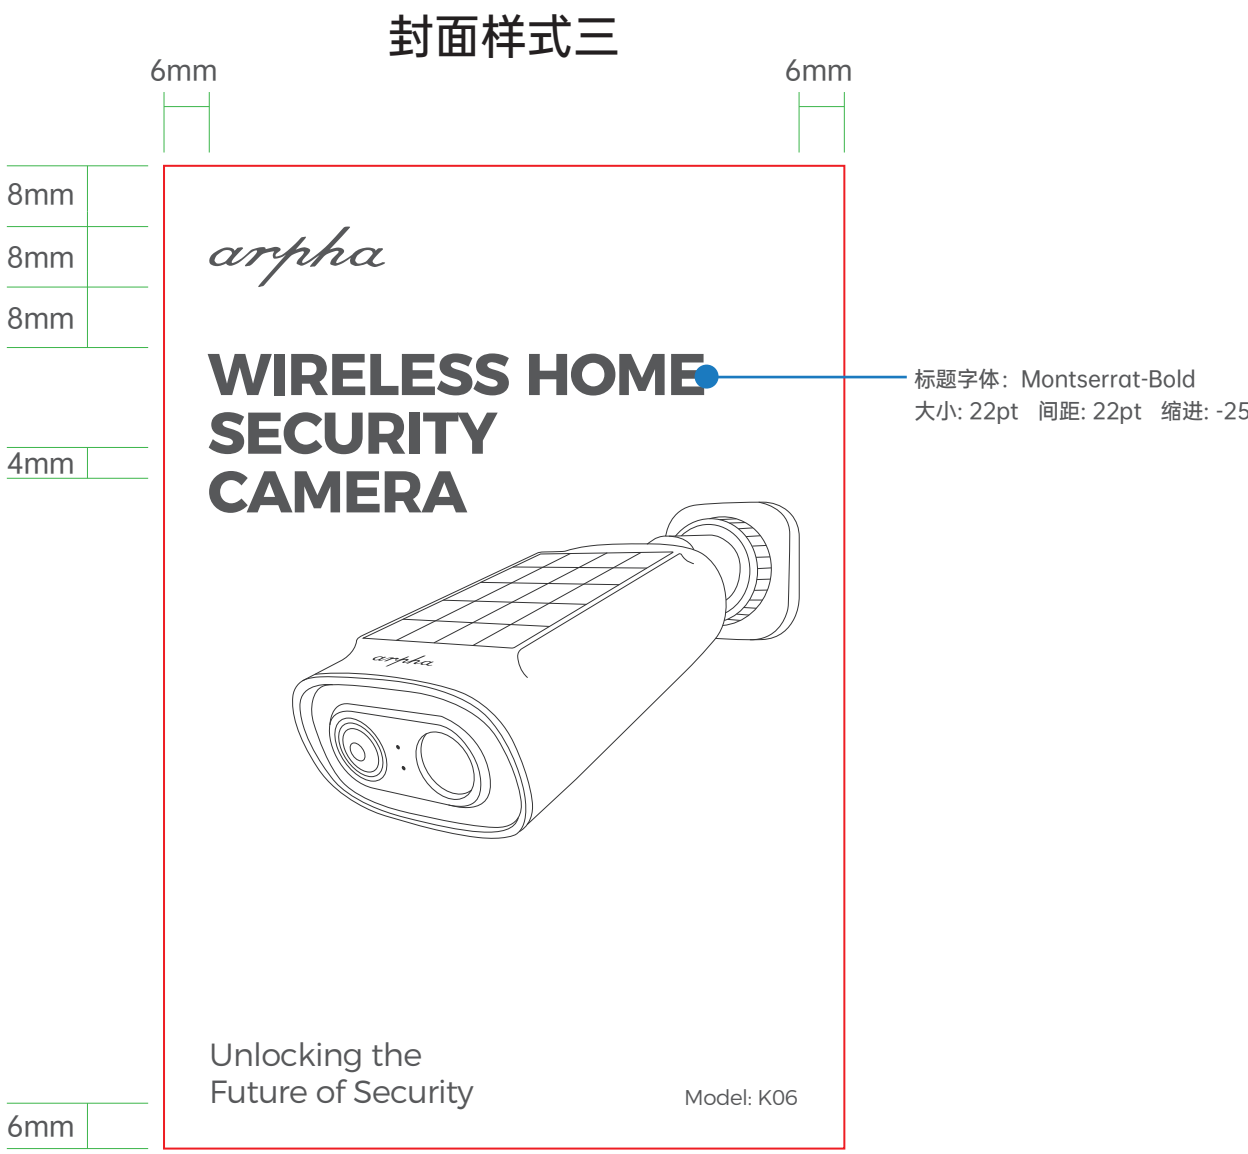 封面样式三
6mm 6mm
8mm
8mm
8mm
4mm
6mm
arpha
WIRELESS HOME
SECURITY
CAMERA
标题字体：Montserrat-Bold
大小: 22pt 间距: 22pt 缩进: -25
arpha
Unlocking the
Future of Security
Model: K06